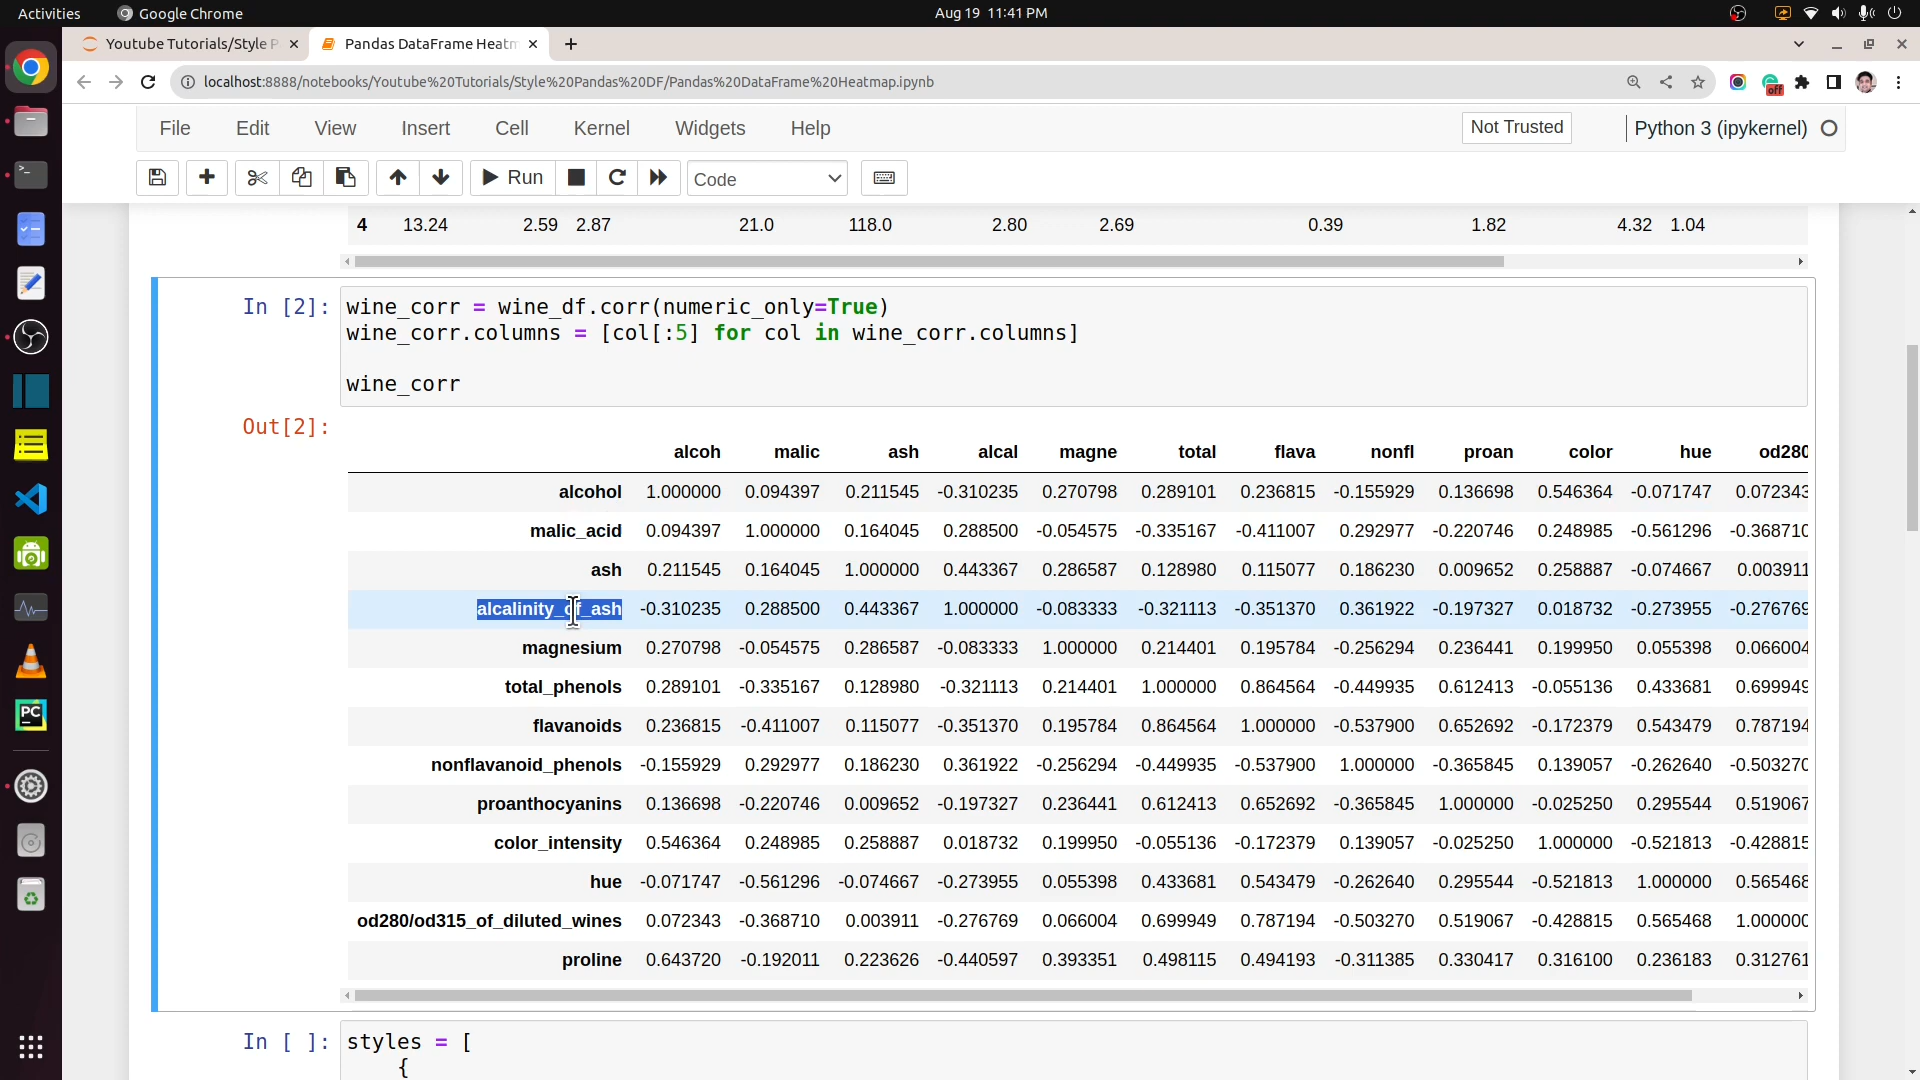 Activities Google Chrome Aug 19 11:41 PM
Youtube Tutorials/Style P Pandas DataFrame Heatm
localhost:8888/notebooks/Youtube%20Tutorials/Style%20Pandas%20DF/Pandas%20DataFrame%20Heatmap.ipynb off
File Edit View Insert Cell Kernel Widgets Help Not Trusted Python 3 (ipykernel)
Run Code
4 13.24 2.59 2.87 21.0 118.0 2.80 2.69 0.39 1.82 4.32 1.04
In [2]: wine_corr = wine_df.corr(numeric_only=True)
wine_corr.columns = [col[:5] for col in wine_corr.columns]
wine_corr
Out[2]:
alcoh malic ash alcal magne total flava nonfl proan color hue od280
alcohol 1.000000 0.094397 0.211545 -0.310235 0.270798 0.289101 0.236815 -0.155929 0.136698 0.546364 -0.071747 0.072343
malic_acid 0.094397 1.000000 0.164045 0.288500 -0.054575 -0.335167 -0.411007 0.292977 -0.220746 0.248985 -0.561296 -0.368710
ash 0.211545 0.164045 1.000000 0.443367 0.286587 0.128980 0.115077 0.186230 0.009652 0.258887 -0.074667 0.003911
alcalinity_of_ash -0.310235 0.288500 0.443367 1.000000 -0.083333 -0.321113 -0.351370 0.361922 -0.197327 0.018732 -0.273955 -0.276769
magnesium 0.270798 -0.054575 0.286587 -0.083333 1.000000 0.214401 0.195784 -0.256294 0.236441 0.199950 0.055398 0.066004
total_phenols 0.289101 -0.335167 0.128980 -0.321113 0.214401 1.000000 0.864564 -0.449935 0.612413 -0.055136 0.433681 0.699949
flavanoids 0.236815 -0.411007 0.115077 -0.351370 0.195784 0.864564 1.000000 -0.537900 0.652692 -0.172379 0.543479 0.787194
nonflavanoid_phenols -0.155929 0.292977 0.186230 0.361922 -0.256294 -0.449935 -0.537900 1.000000 -0.365845 0.139057 -0.262640 -0.503270
proanthocyanins 0.136698 -0.220746 0.009652 -0.197327 0.236441 0.612413 0.652692 -0.365845 1.000000 -0.025250 0.295544 0.519067
color_intensity 0.546364 0.248985 0.258887 0.018732 0.199950 -0.055136 -0.172379 0.139057 -0.025250 1.000000 -0.521813 -0.428815
hue -0.071747 -0.561296 -0.074667 -0.273955 0.055398 0.433681 0.543479 -0.262640 0.295544 -0.521813 1.000000 0.565468
od280/od315_of_diluted_wines 0.072343 -0.368710 0.003911 -0.276769 0.066004 0.699949 0.787194 -0.503270 0.519067 -0.428815 0.565468 1.000000
proline 0.643720 -0.192011 0.223626 -0.440597 0.393351 0.498115 0.494193 -0.311385 0.330417 0.316100 0.236183 0.312761
In [ ]: styles = [
{